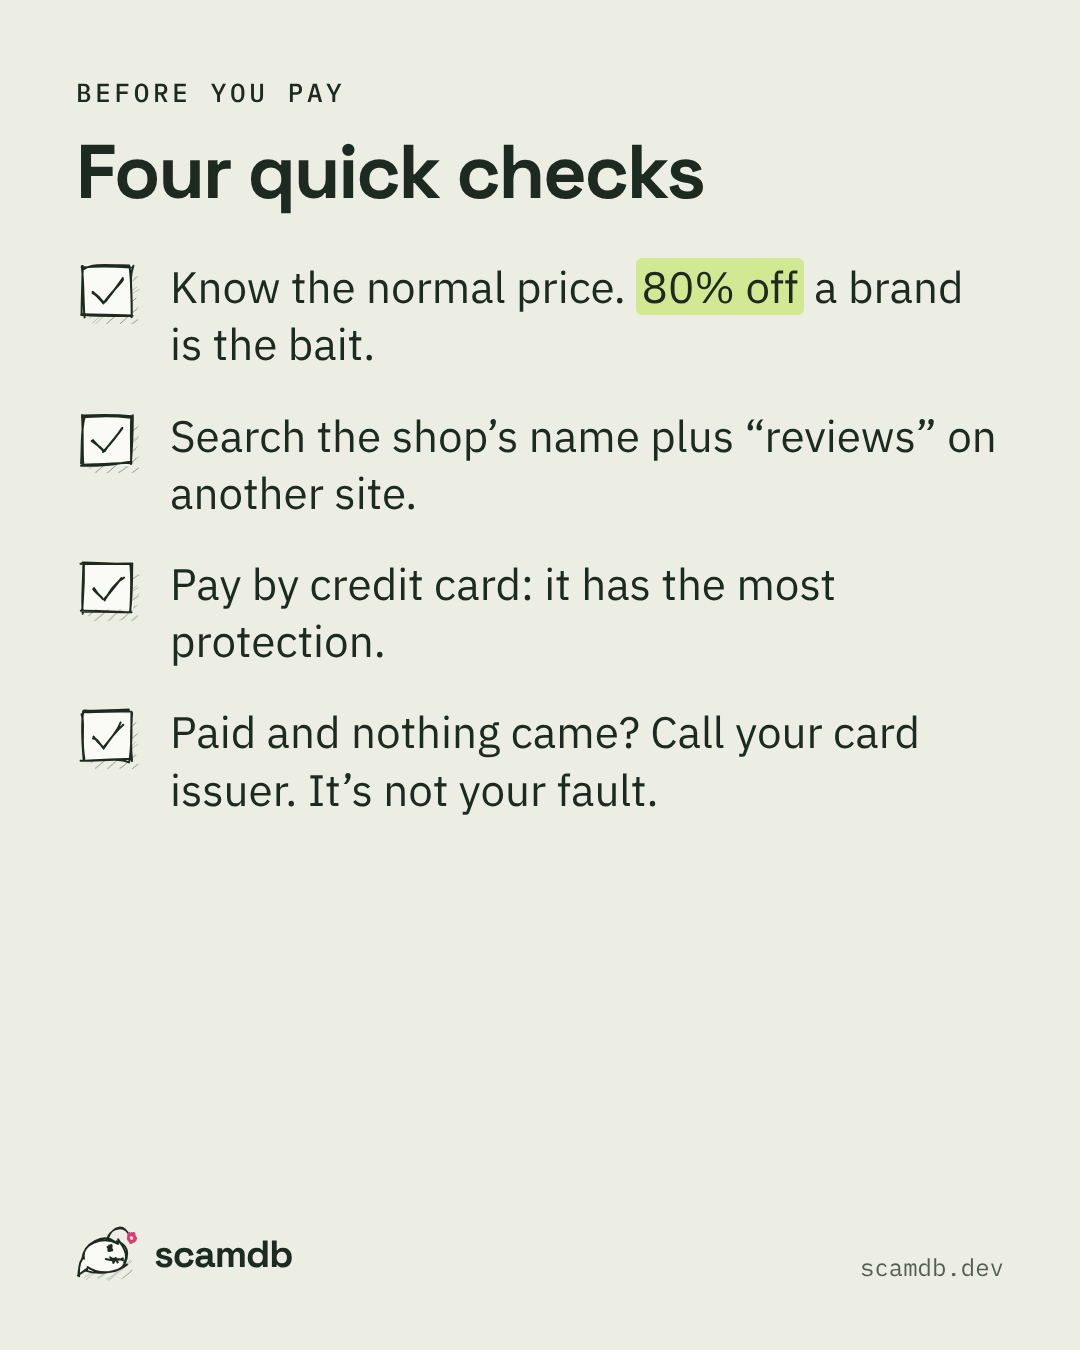 BEFORE YOU PAY
Four quick checks
Know the normal price. 80% off a brand
is the bait.
Search the shop’s name plus “reviews” on
another site.
Pay by credit card: it has the most
protection.
Paid and nothing came? Call your card
issuer. It’s not your fault.
scamdb
scamdb.dev